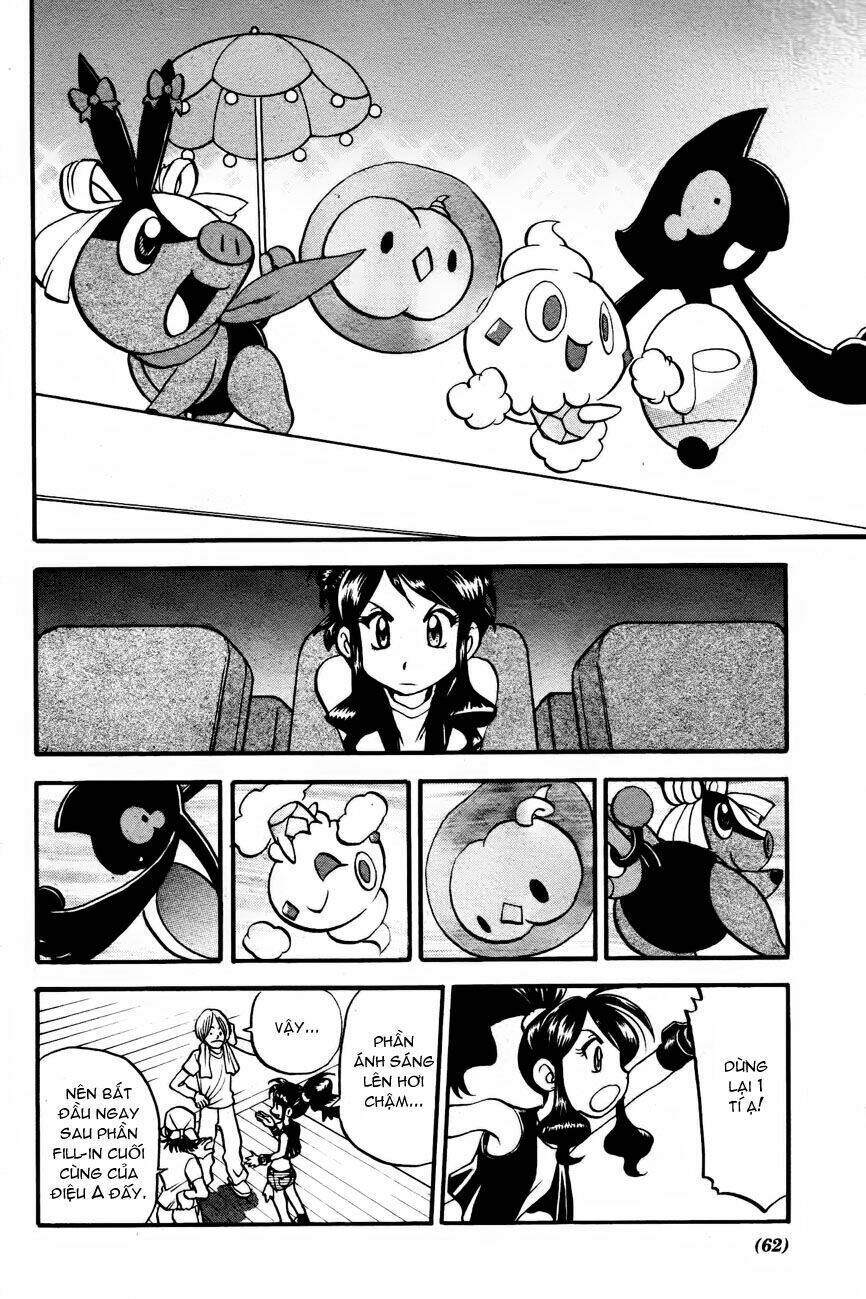 DỪNG
LẠI 1
TÍ Ạ!
PHẦN
ÁNH SÁNG
LÊN HƠI
CHẬM...
VẬY...
NÊN BẮT
ĐẦU NGAY
SAU PHẦN
FILL-IN CUỐI
CÙNG CỦA
ĐIỆU A ĐẤY.
(62)